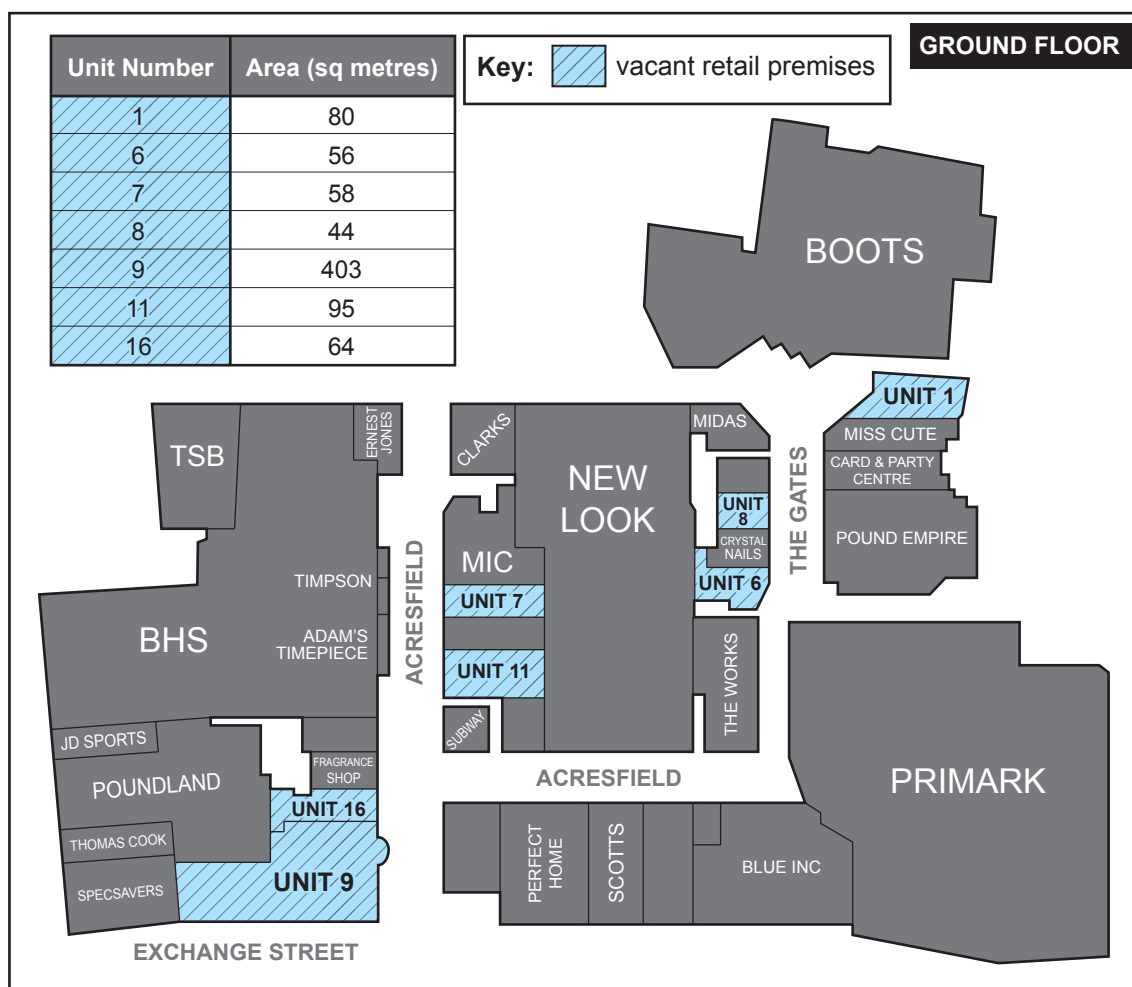 GROUND FLOOR
Unit Number Area (sq metres)
1 80
6 56
7 58
8 44
9 403
11 95
16 64
Key: vacant retail premises
BOOTS
UNIT 1
MISS CUTE
CARD & PARTY
CENTRE
POUND EMPIRE
THE GATES
MIDAS
UNIT
8
CRYSTAL
NAILS
UNIT 6
THE WORKS
NEW
LOOK
CLARKS
MIC
UNIT 7
UNIT 11
SUBWAY
ACRESFIELD
ERNEST
JONES
TSB
TIMPSON
ADAM'S
TIMEPIECE
BHS
JD SPORTS
POUNDLAND
FRAGRANCE
SHOP
UNIT 16
THOMAS COOK
SPECSAVERS
UNIT 9
EXCHANGE STREET
ACRESFIELD
PERFECT
HOME
SCOTTS
BLUE INC
PRIMARK